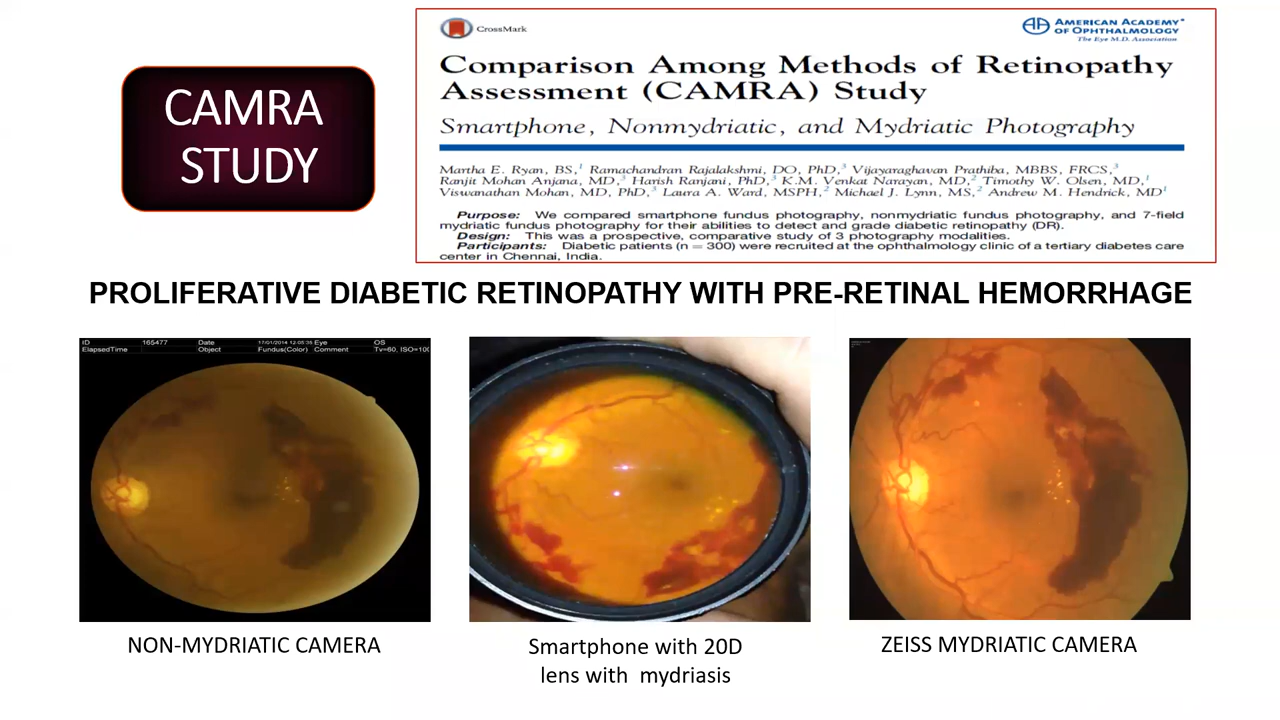 CAMRA
STUDY
CrossMark
AMERICAN ACADEMY
OF OPHTHALMOLOGY
The Eye M.D. Association
Comparison Among Methods of Retinopathy
Assessment (CAMRA) Study
Smartphone, Nonmydriatic, and Mydriatic Photography
Martha E. Ryan, BS,1 Ramachandran Rajalakshmi, DO, PhD,3 Vijayaraghavan Prathiba, MBBS, FRCS,3
Ranjit Mohan Anjana, MD,3 Harish Ranjani, PhD,3 K.M. Venkat Narayan, MD,2 Timothy W. Olsen, MD,1
Viswanathan Mohan, MD, PhD,3 Laura A. Ward, MSPH,2 Michael J. Lynn, MS,2 Andrew M. Hendrick, MD1
Purpose: We compared smartphone fundus photography, nonmydriatic fundus photography, and 7-field
mydriatic fundus photography for their abilities to detect and grade diabetic retinopathy (DR).
Design: This was a prospective, comparative study of 3 photography modalities.
Participants: Diabetic patients (n = 300) were recruited at the ophthalmology clinic of a tertiary diabetes care
center in Chennai, India.
PROLIFERATIVE DIABETIC RETINOPATHY WITH PRE-RETINAL HEMORRHAGE
ID 165477 Date 17/01/2014 12:05:35 Eye OS
ElapsedTime Object Fundus(Color) Comment Tv=60, ISO=100
NON-MYDRIATIC CAMERA
Smartphone with 20D
lens with mydriasis
ZEISS MYDRIATIC CAMERA